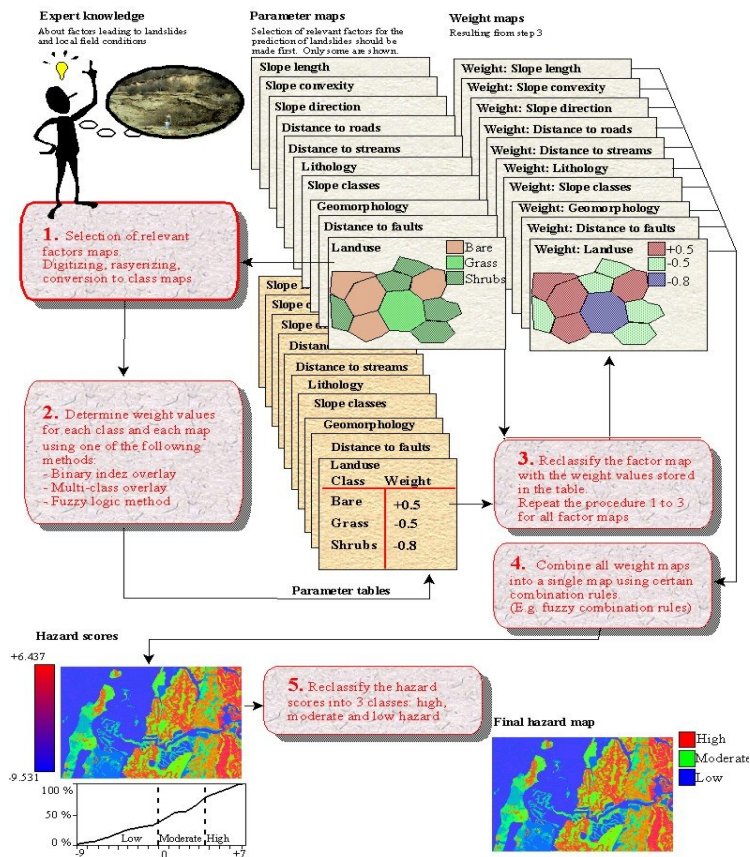 Expert knowledge
About factors leading to landslides
and local field conditions
Parameter maps
Selection of relevant factors for the
prediction of landslides should be
made first. Only some are shown.
Weight maps
Resulting from step 3
Slope length
Slope convexity
Slope direction
Distance to roads
Distance to streams
Lithology
Slope classes
Geomorphology
Distance to faults
Landuse
Bare
Grass
Shrubs
Weight: Slope length
Weight: Slope convexity
Weight: Slope direction
Weight: Distance to roads
Weight: Distance to streams
Weight: Lithology
Weight: Slope classes
Weight: Geomorphology
Weight: Distance to faults
Weight: Landuse
+0.5
-0.5
-0.8
1. Selection of relevant
factors maps.
Digitizing, rasyerizing,
conversion to class maps
2. Determine weight values
for each class and each map
using one of the following
methods:
- Binary index overlay
- Multi-class overlay
- Fuzzy logic method
Slope
Slope
Slope
Distance to streams
Lithology
Slope classes
Geomorphology
Distance to faults
Landuse
Class Weight
Bare +0.5
Grass -0.5
Shrubs -0.8
Parameter tables
3. Reclassify the factor map
with the weight values stored
in the table.
Repeat the procedure 1 to 3
for all factor maps
4. Combine all weight maps
into a single map using certain
combination rules.
(E.g. fuzzy combination rules)
Hazard scores
+6.437
-9.531
5. Reclassify the hazard
scores into 3 classes: high,
moderate and low hazard
Final hazard map
High
Moderate
Low
100 %
50 %
0 %
Low Moderate High
-9 0 +7